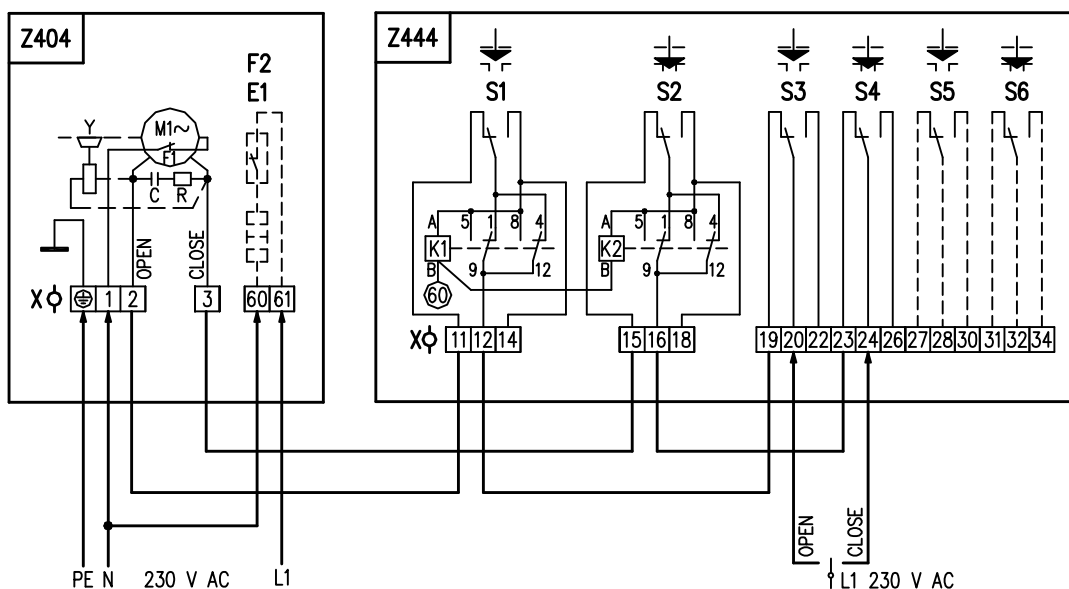 Z404
Z444
F2
E1
S1 S2 S3 S4 S5 S6
Y
M1~
F1
C R
OPEN
CLOSE
A 5 1 8 4
K1
B 9 12
60
A 5 1 8 4
K2
B 9 12
X 1 2 3 60 61
X 11 12 14 15 16 18 19 20 22 23 24 26 27 28 30 31 32 34
OPEN
CLOSE
PE N 230 V AC L1
L1 230 V AC